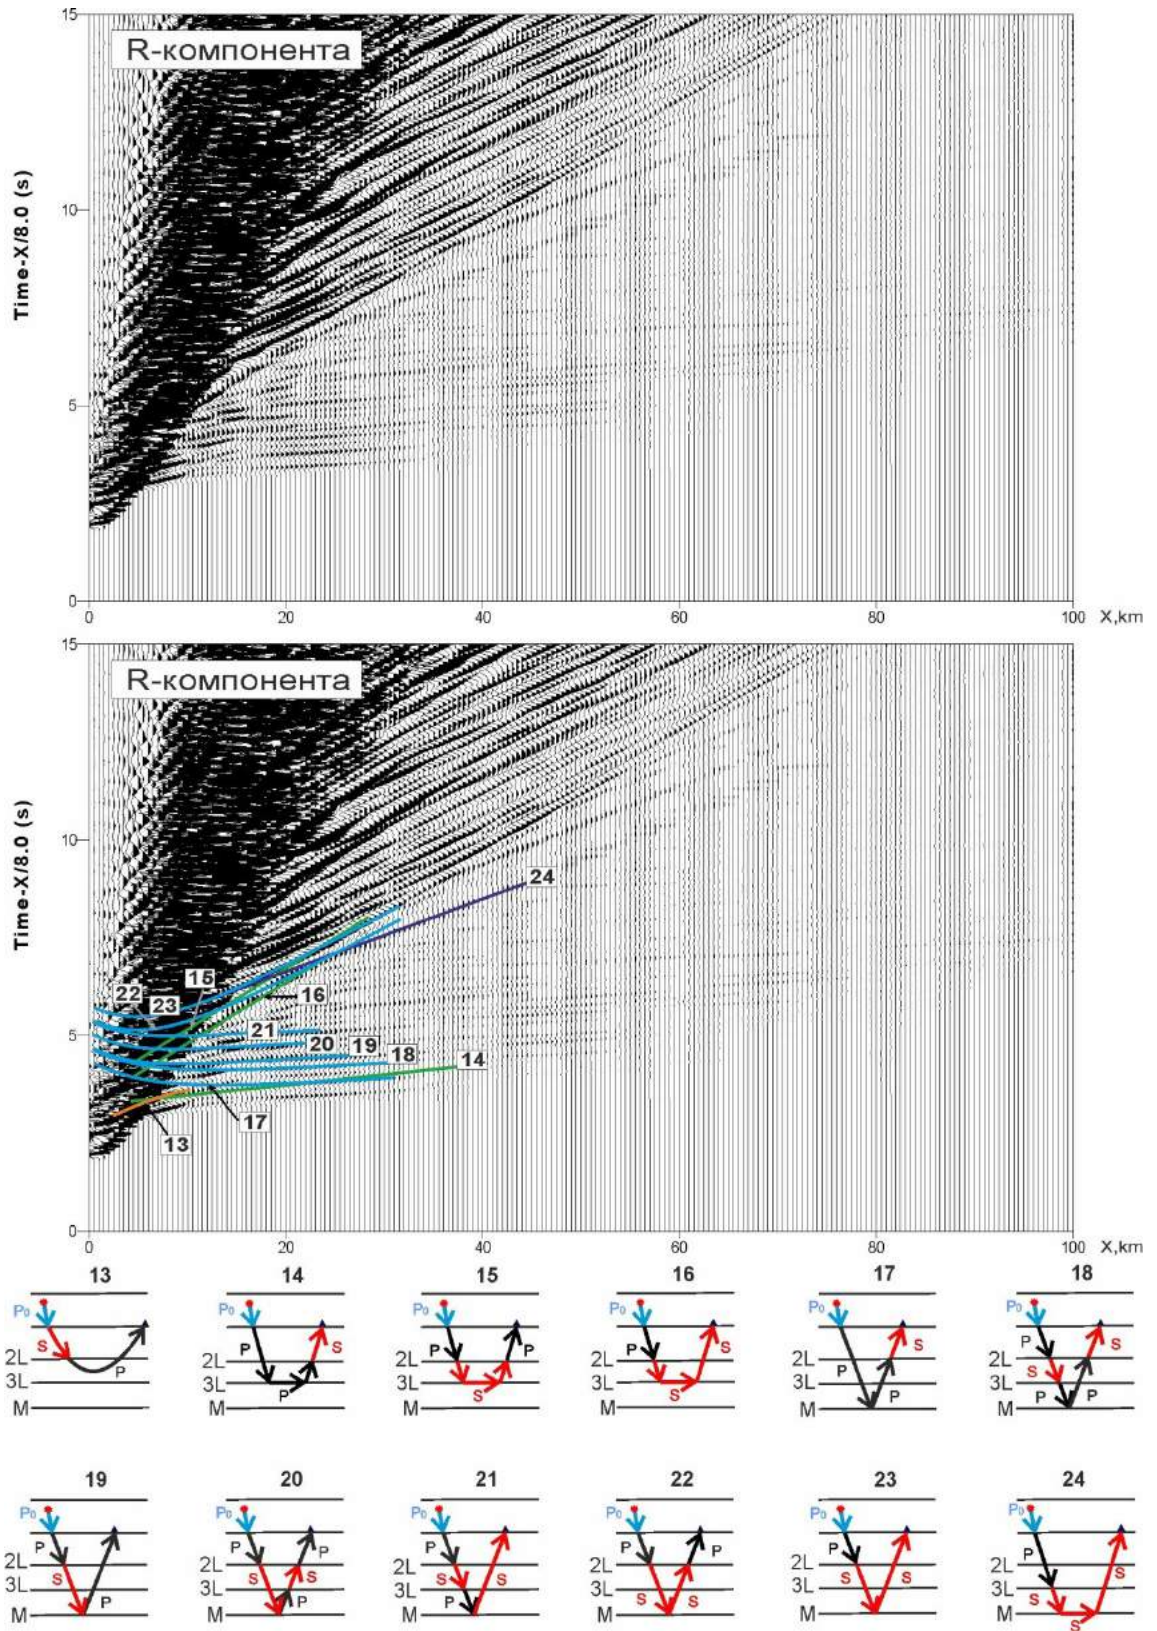 15
R-компонента
10
Time-X/8.0 (s)
5
0
0 20 40 60 80 100 X,km
15
R-компонента
10
Time-X/8.0 (s)
24
15
22 23 16
5
21 20 19 18 14
17
13
0
0 20 40 60 80 100 X,km
13 14 15 16 17 18
P₀ P₀ P₀ P₀ P₀ P₀
S P S P P P S P S P S
2L P 2L 2L 2L 2L 2L S
3L 3L P 3L S 3L S 3L P 3L P P
M M M M M M
19 20 21 22 23 24
P₀ P₀ P₀ P₀ P₀ P₀
P P P P P P P P
2L 2L 2L S 2L 2L 2L
3L S 3L S S 3L S 3L S S 3L S S 3L S
M P M P M P M M M S S